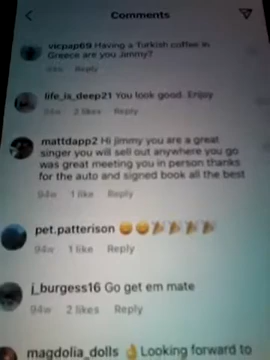 Comments
vicpap69 Having a Turkish coffee in
Greece are you Jimmy?
94w Reply
life_is_deep21 You look good. Enjoy
94w 2 likes Reply
mattdapp2 Hi jimmy you are a great
singer you will sell out anywhere you go
was great meeting you in person thanks
for the auto and signed book all the best
94w 1 like Reply
pet.patterison 😀😀🎉🎉🎉🎉
94w 1 like Reply
j_burgess16 Go get em mate
94w 2 likes Reply
magdolia_dolls 👌Looking forward to